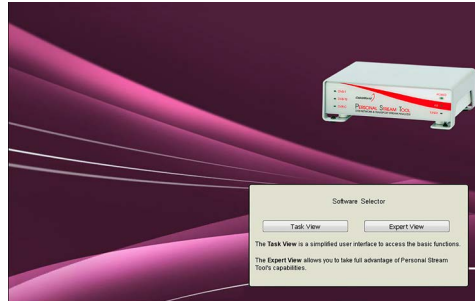 PERSONAL STREAM TOOL
Software Selector
Task View
Expert View
The Task View is a simplified user interface to access the basic functions.
The Expert View allows you to take full advantage of Personal Stream
Tool's capabilities.